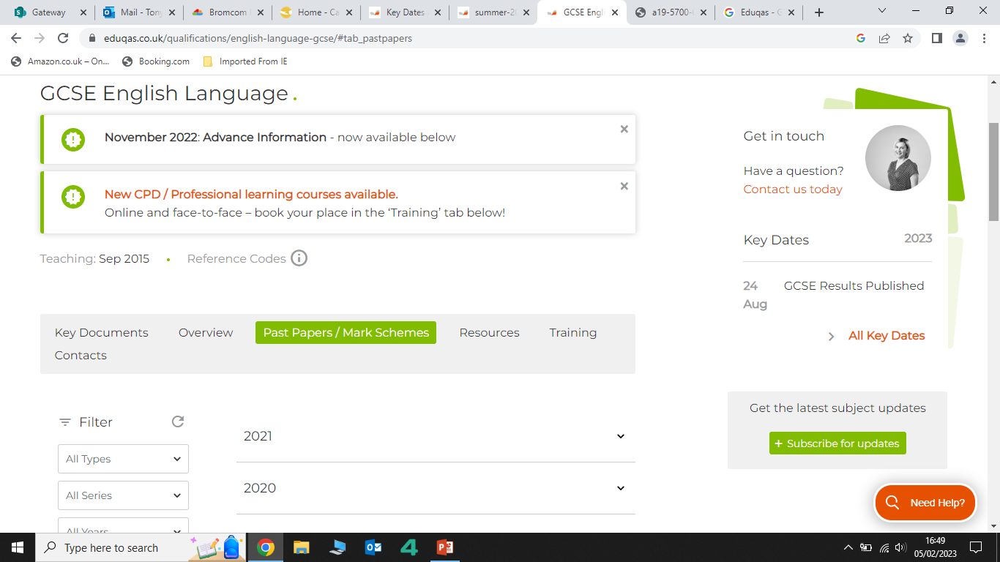 Gateway
Mail - Tony
Bromcom
Home - Ca
Key Dates
summer-2
GCSE Engl
a19-5700-
Eduqas - G
eduqas.co.uk/qualifications/english-language-gcse/#tab_pastpapers
Amazon.co.uk – On...
Booking.com
Imported From IE
GCSE English Language.
November 2022: Advance Information - now available below
New CPD / Professional learning courses available.
Online and face-to-face – book your place in the ‘Training’ tab below!
Teaching: Sep 2015
Reference Codes
Key Documents
Overview
Past Papers / Mark Schemes
Resources
Training
Contacts
Filter
All Types
All Series
All Years
2021
2020
Get in touch
Have a question?
Contact us today
Key Dates
2023
24
Aug
GCSE Results Published
All Key Dates
Get the latest subject updates
+ Subscribe for updates
Need Help?
Type here to search
16:49
05/02/2023